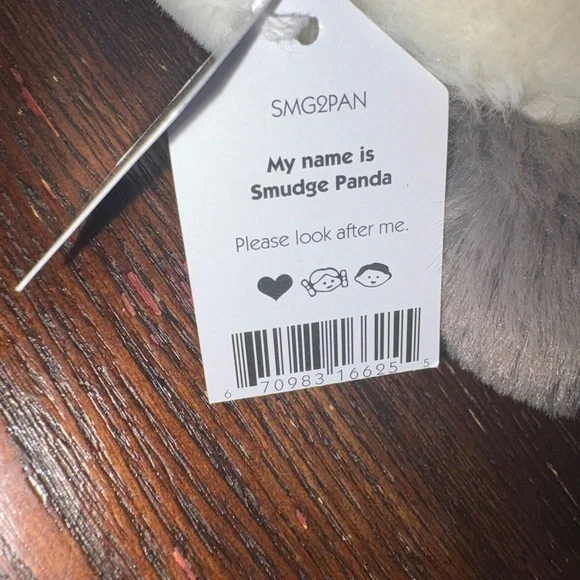 SMG2PAN
My name is
Smudge Panda
Please look after me.
6 70983 16625 5